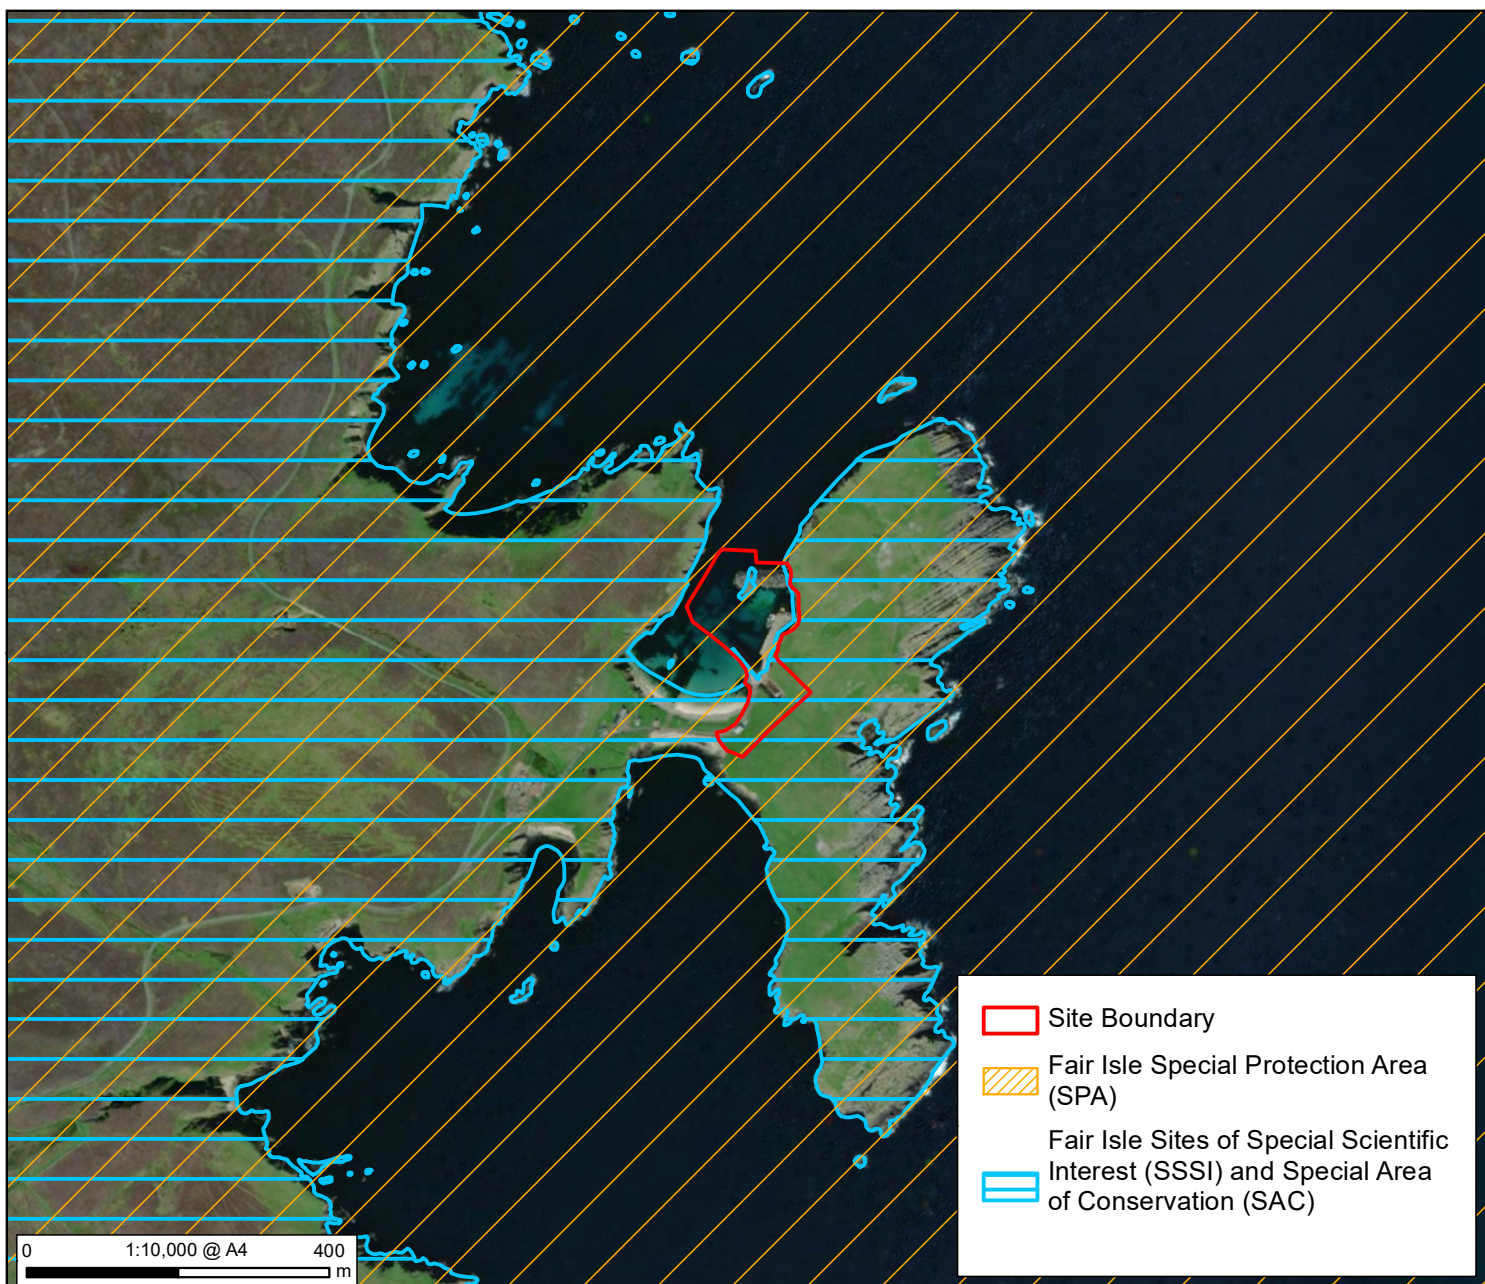 Site Boundary
Fair Isle Special Protection Area
(SPA)
Fair Isle Sites of Special Scientific
Interest (SSSI) and Special Area
of Conservation (SAC)
0 1:10,000 @ A4 400
m